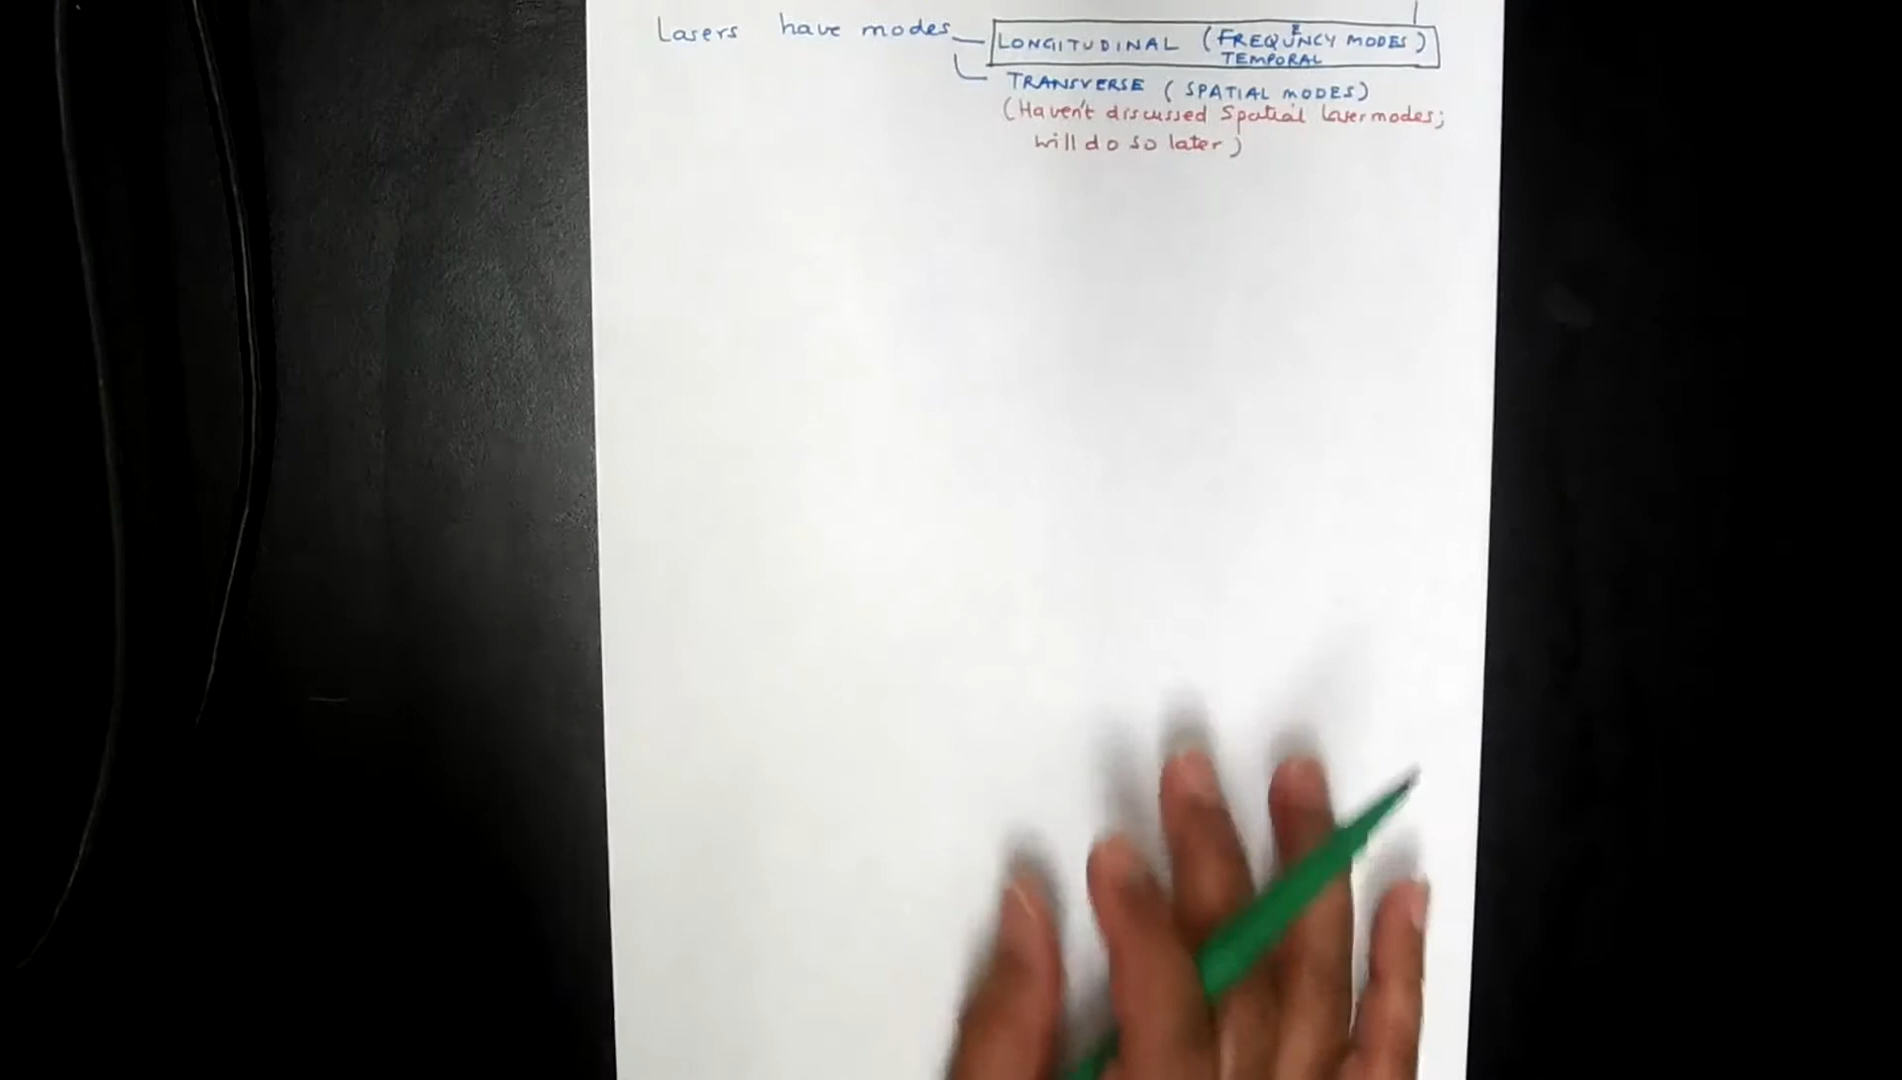 Lasers have modes LONGITUDINAL (FREQUENCY MODES)
TEMPORAL
TRANSVERSE (SPATIAL MODES)
(Haven't discussed Spatial laser modes;
will do so later)